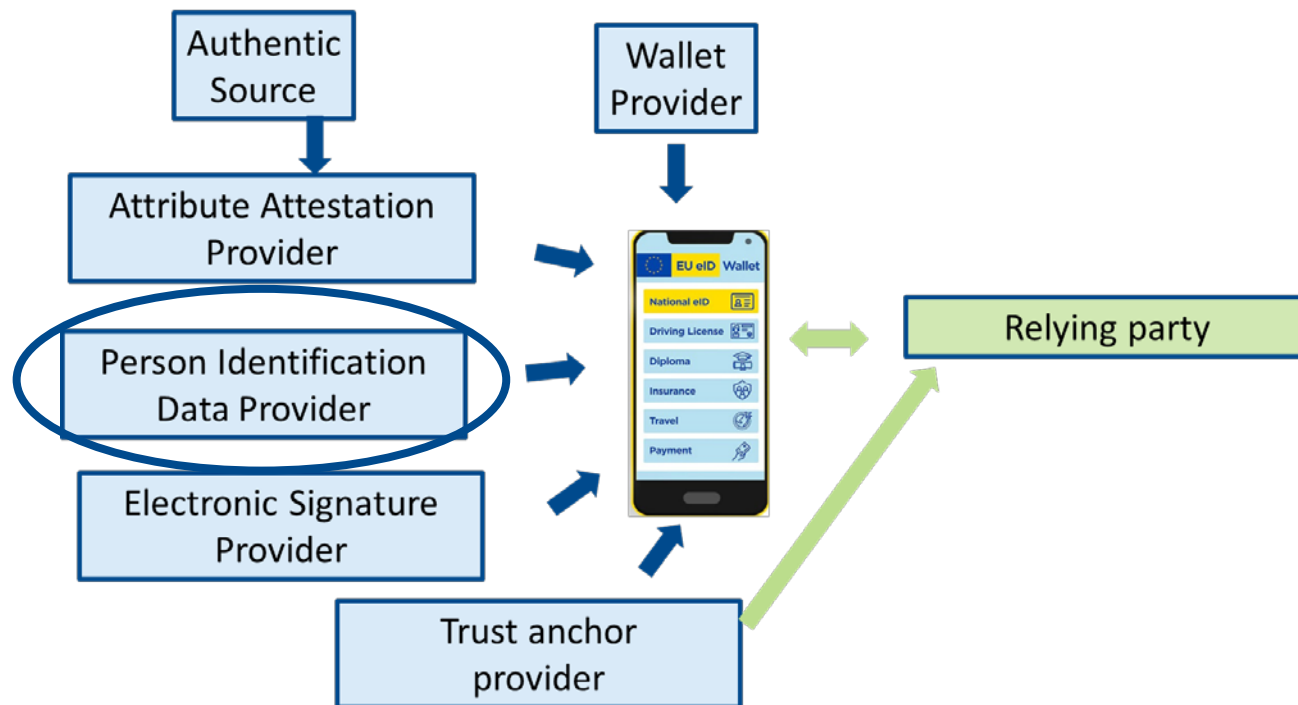 Authentic
Source
Wallet
Provider
Attribute Attestation
Provider
Person Identification
Data Provider
Electronic Signature
Provider
Trust anchor
provider
EU eID Wallet
National eID
Driving License
Diploma
Insurance
Travel
Payment
Relying party